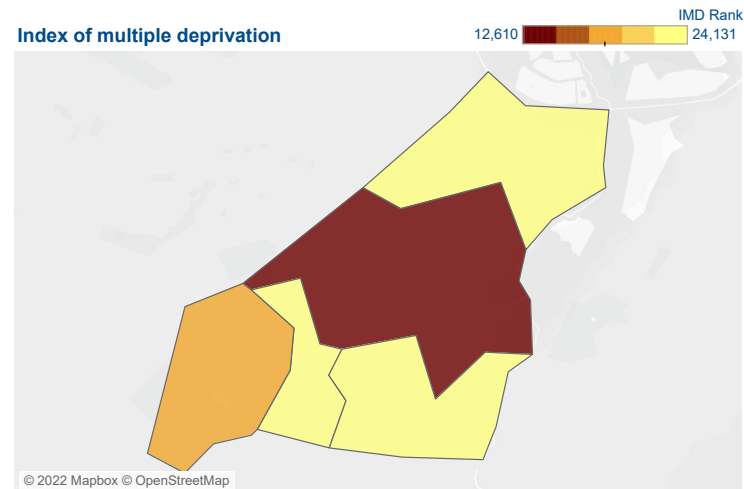 IMD Rank
Index of multiple deprivation
12,610
24,131
© 2022 Mapbox © OpenStreetMap